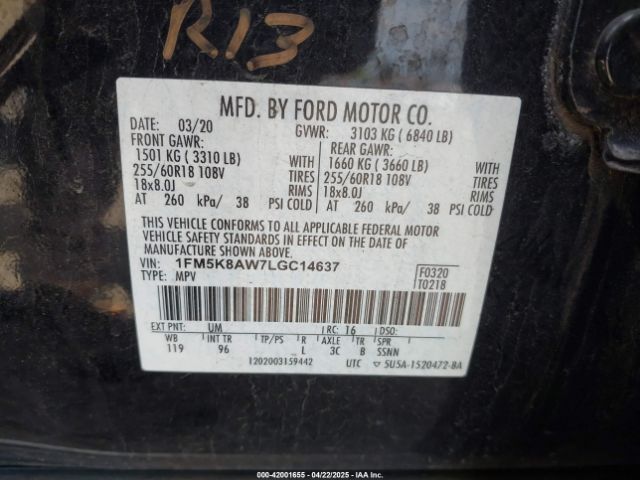 R13
MFD. BY FORD MOTOR CO.
DATE: 03/20 GVWR: 3103 KG ( 6840 LB)
FRONT GAWR: REAR GAWR:
1501 KG ( 3310 LB) WITH 1660 KG ( 3660 LB) WITH
255/60R18 108V TIRES 255/60R18 108V TIRES
18x8.0J RIMS 18x8.0J RIMS
AT 260 kPa/ 38 PSI COLD AT 260 kPa/ 38 PSI COLD
THIS VEHICLE CONFORMS TO ALL APPLICABLE FEDERAL MOTOR
VEHICLE SAFETY STANDARDS IN EFFECT ON THE DATE OF
MANUFACTURE SHOWN ABOVE.
VIN: 1FM5K8AW7LGC14637 F0320
TYPE: MPV T0218
EXT PNT: UM RC: 16 DSO:
WB INT TR TP/PS R AXLE TR SPR
119 96 L 3C B SSNN
1202003159442 UTC ▽ 5U5A-1520472-BA
000-42001655 - 04/22/2025 - IAAI.COM